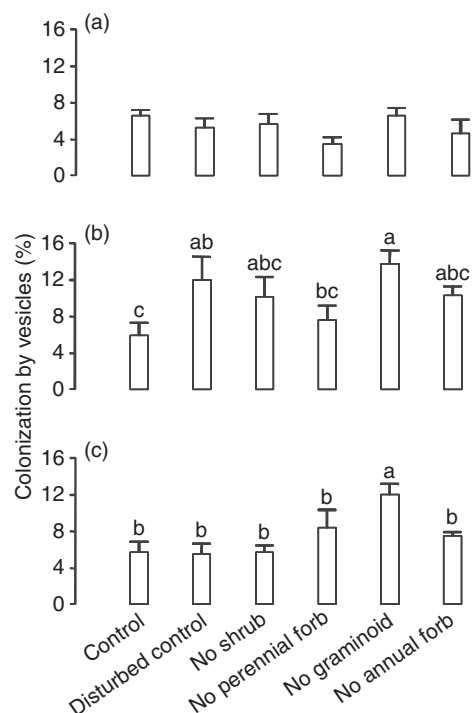 (a)
16
12
8
4
0
(b)
16
12
8
4
0
c
ab
abc
bc
a
abc
(c)
16
12
8
4
0
b
b
b
b
a
b
Colonization by vesicles (%)
Control
Disturbed control
No shrub
No perennial forb
No graminoid
No annual forb